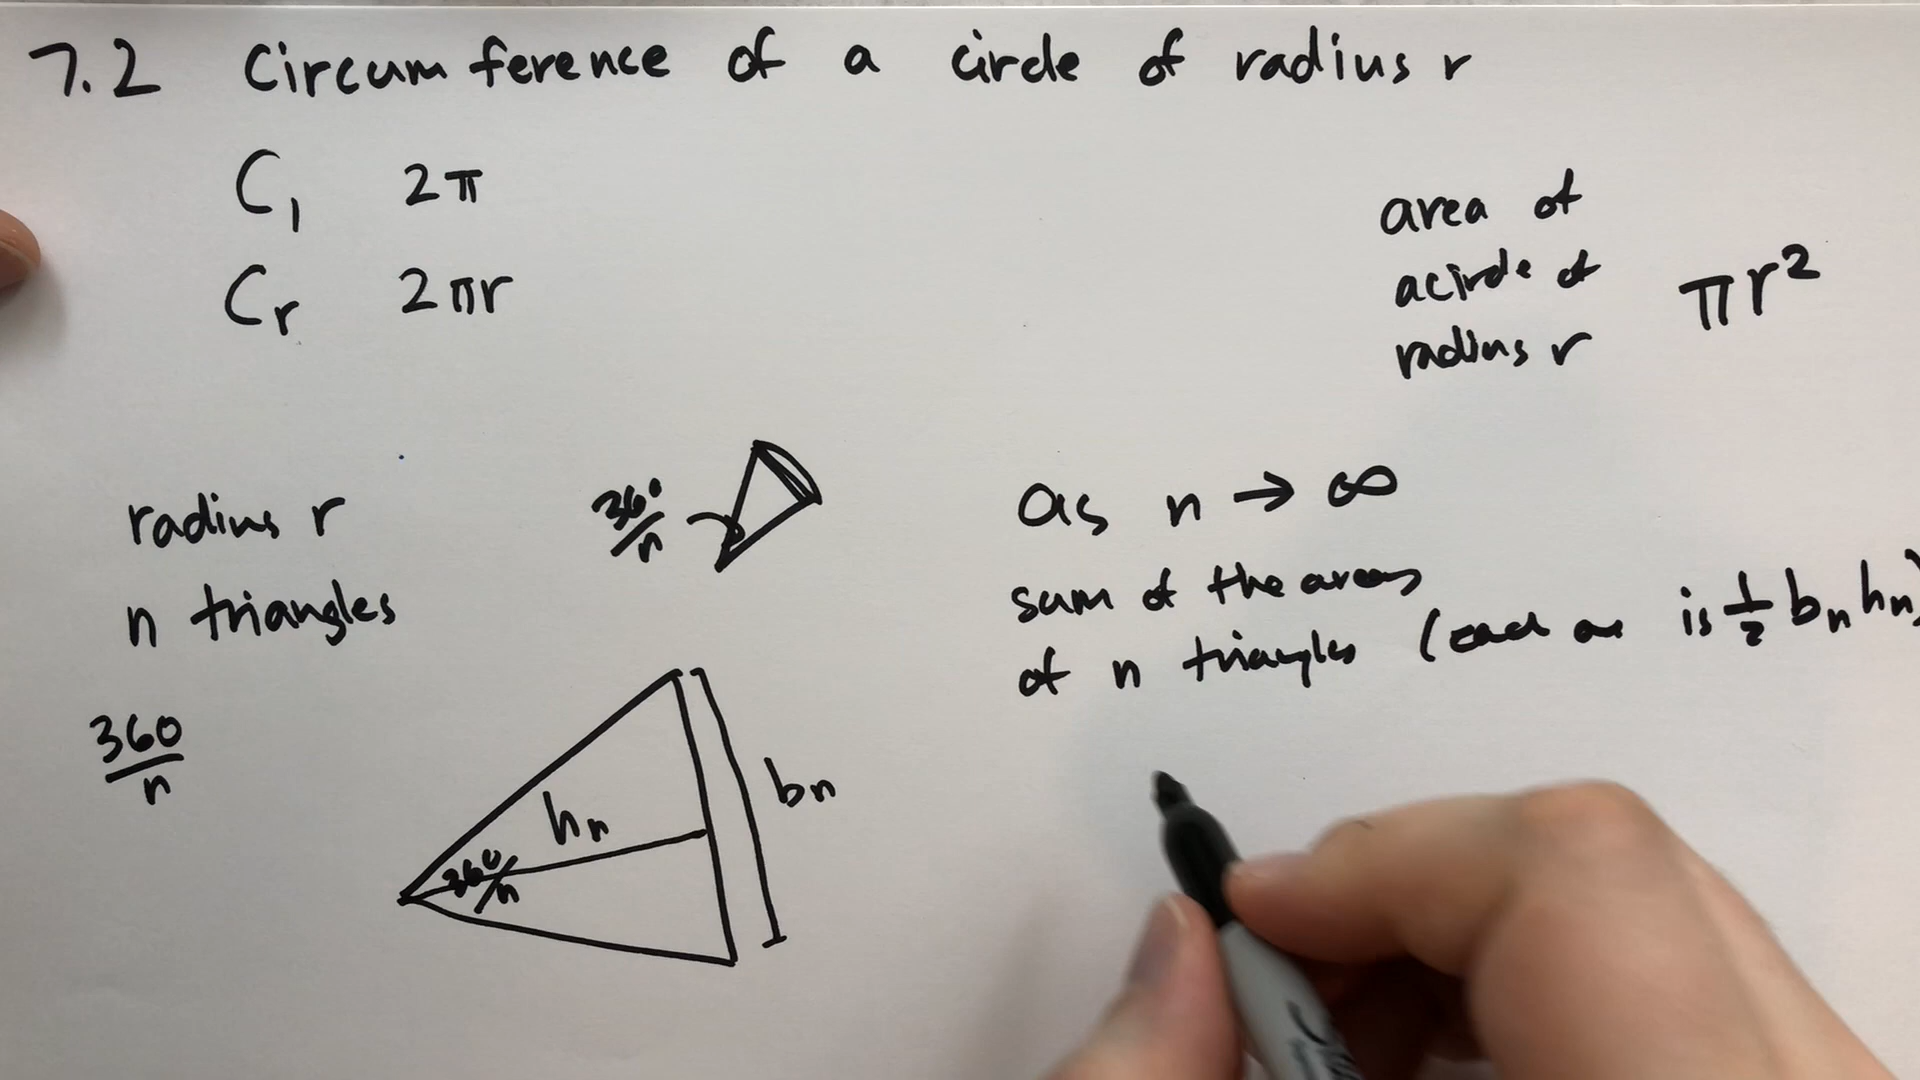 7.2 Circumference of a circle of radius r
C₁ 2π
Cᵣ 2πr
area of
a circle of
radius r
πr²
radius r
n triangles
360/n
36°/n
hₙ
360/n
bₙ
as n → ∞
sum of the areas
of n triangles (each one is ½ bₙ hₙ)